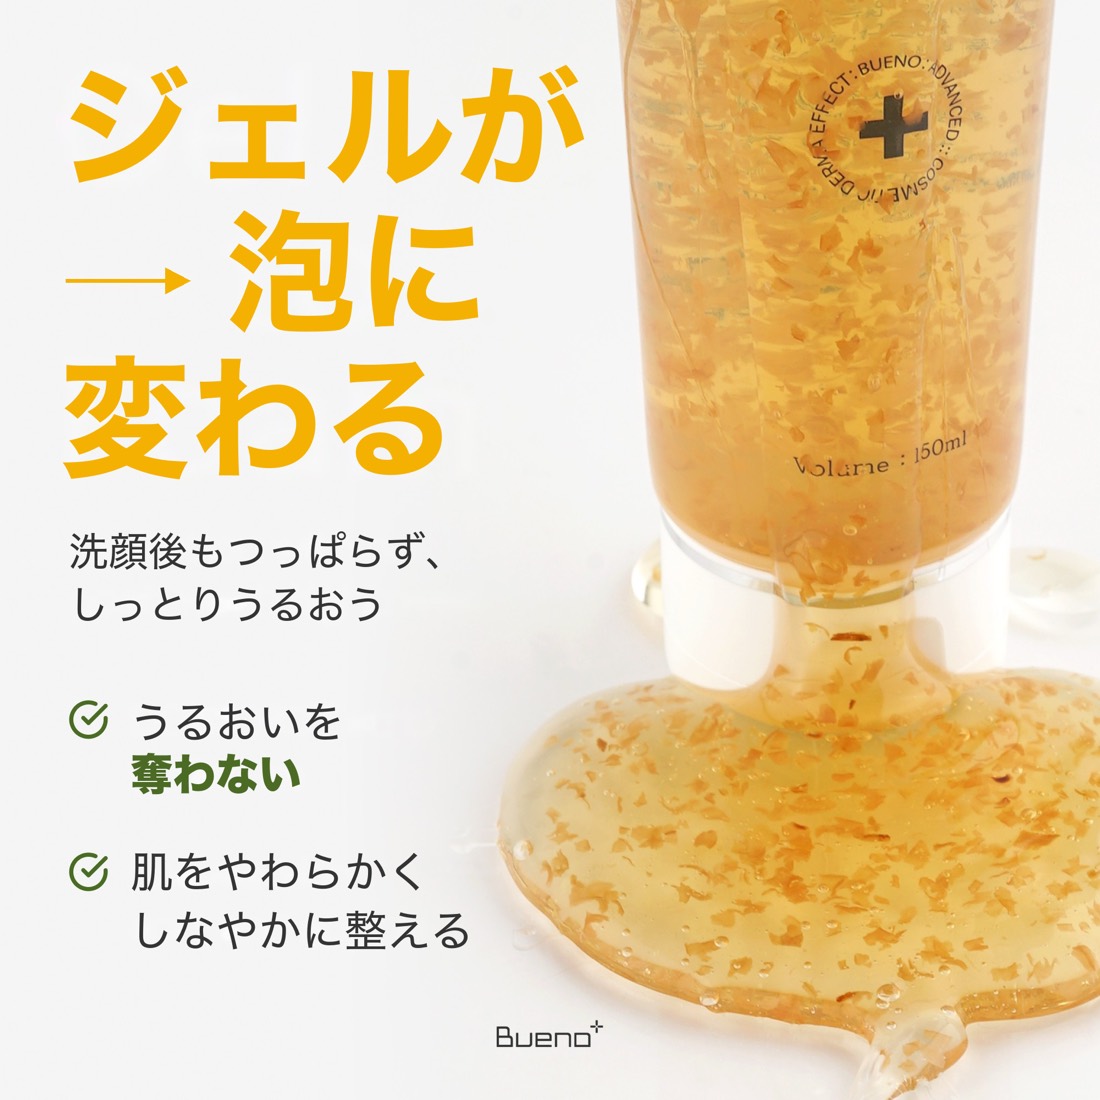 ジェルが
→ 泡に
変わる
洗顔後もつっぱらず、
しっとりうるおう
うるおいを
奪わない
肌をやわらかく
しなやかに整える
BUENO : ADVANCED :: COSMETIC DERMA EFFECT :
Volume : 150ml
Bueno+